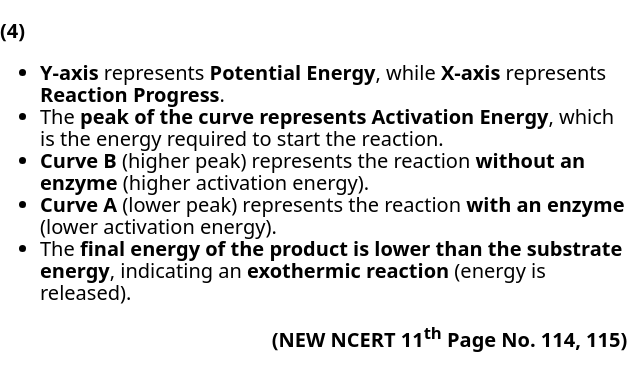 (4)
• Y-axis represents Potential Energy, while X-axis represents
Reaction Progress.
• The peak of the curve represents Activation Energy, which
is the energy required to start the reaction.
• Curve B (higher peak) represents the reaction without an
enzyme (higher activation energy).
• Curve A (lower peak) represents the reaction with an enzyme
(lower activation energy).
• The final energy of the product is lower than the substrate
energy, indicating an exothermic reaction (energy is
released).
(NEW NCERT 11th Page No. 114, 115)